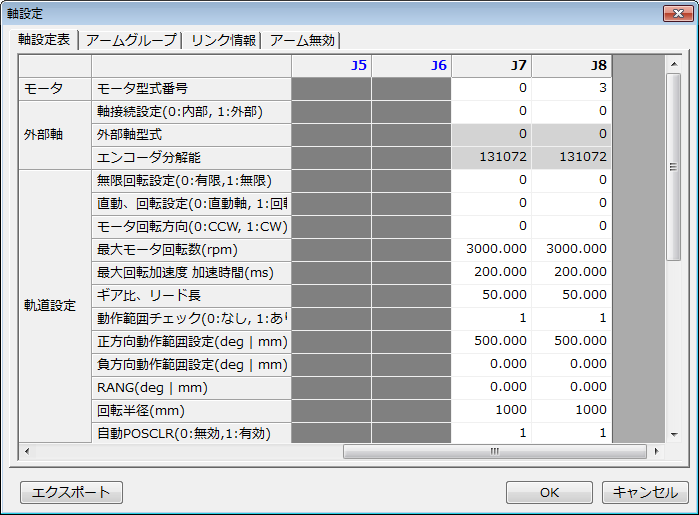 軸設定
軸設定表 アームグループ リンク情報 アーム無効
J5 J6 J7 J8
モータ モータ型式番号 0 3
外部軸
軸接続設定(0:内部, 1:外部) 0 0
外部軸型式 0 0
エンコーダ分解能 131072 131072
軌道設定
無限回転設定(0:有限,1:無限) 0 0
直動、回転設定(0:直動軸, 1:回転 0 0
モータ回転方向(0:CCW, 1:CW) 0 0
最大モータ回転数(rpm) 3000.000 3000.000
最大回転加速度 加速時間(ms) 200.000 200.000
ギア比、リード長 50.000 50.000
動作範囲チェック(0:なし, 1:あり 1 1
正方向動作範囲設定(deg | mm) 500.000 500.000
負方向動作範囲設定(deg | mm) 0.000 0.000
RANG(deg | mm) 0.000 0.000
回転半径(mm) 1000 1000
自動POSCLR(0:無効,1:有効) 1 1
エクスポート OK キャンセル